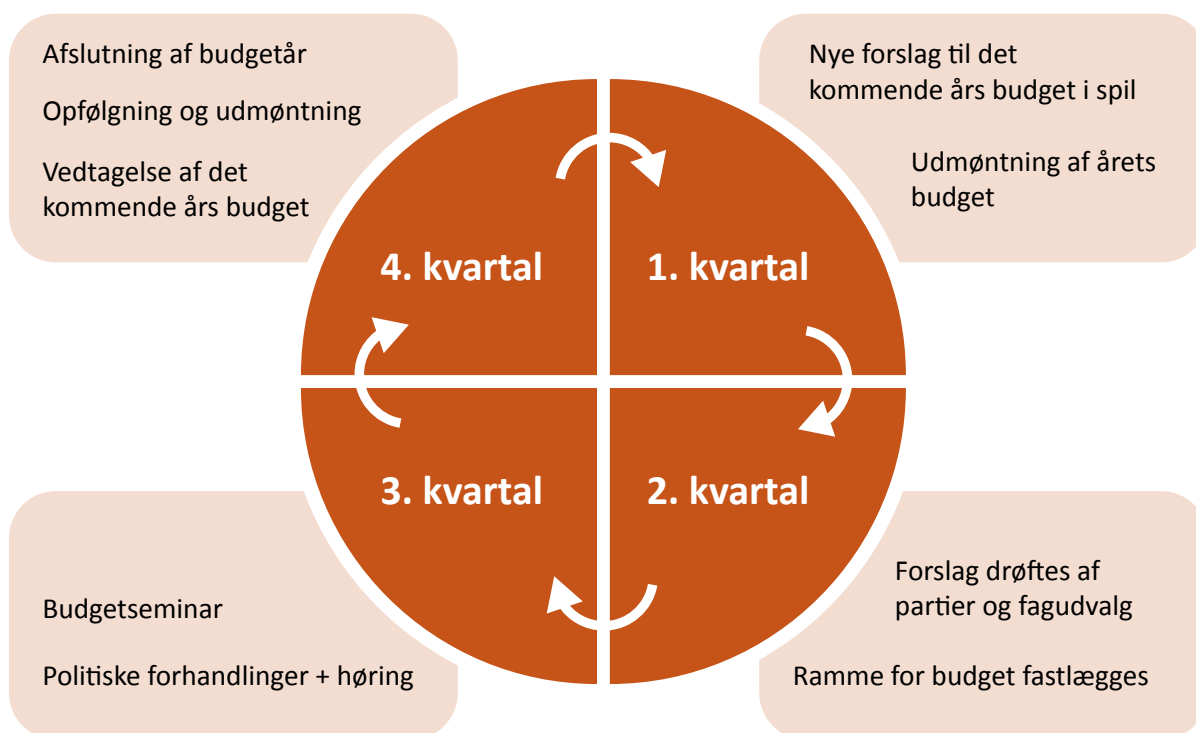 Afslutning af budgetår
Opfølgning og udmøntning
Vedtagelse af det
kommende års budget
Nye forslag til det
kommende års budget i spil
Udmøntning af årets
budget
4. kvartal
1. kvartal
3. kvartal
2. kvartal
Budgetseminar
Politiske forhandlinger + høring
Forslag drøftes af
partier og fagudvalg
Ramme for budget fastlægges